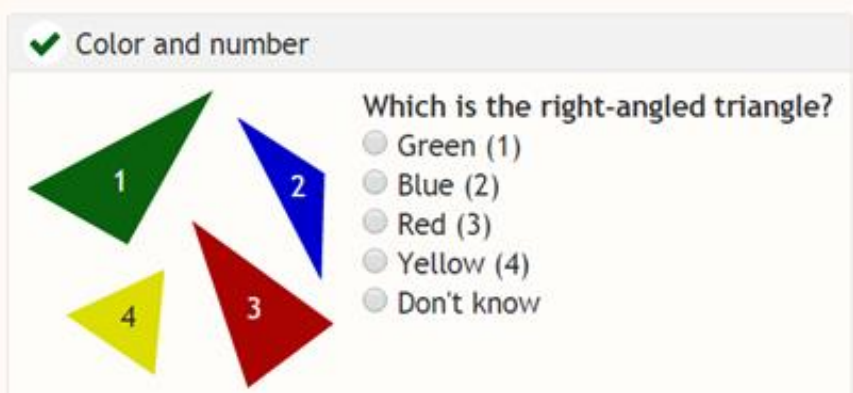 Color and number
Which is the right-angled triangle?
Green (1)
Blue (2)
Red (3)
Yellow (4)
Don't know
1
2
3
4